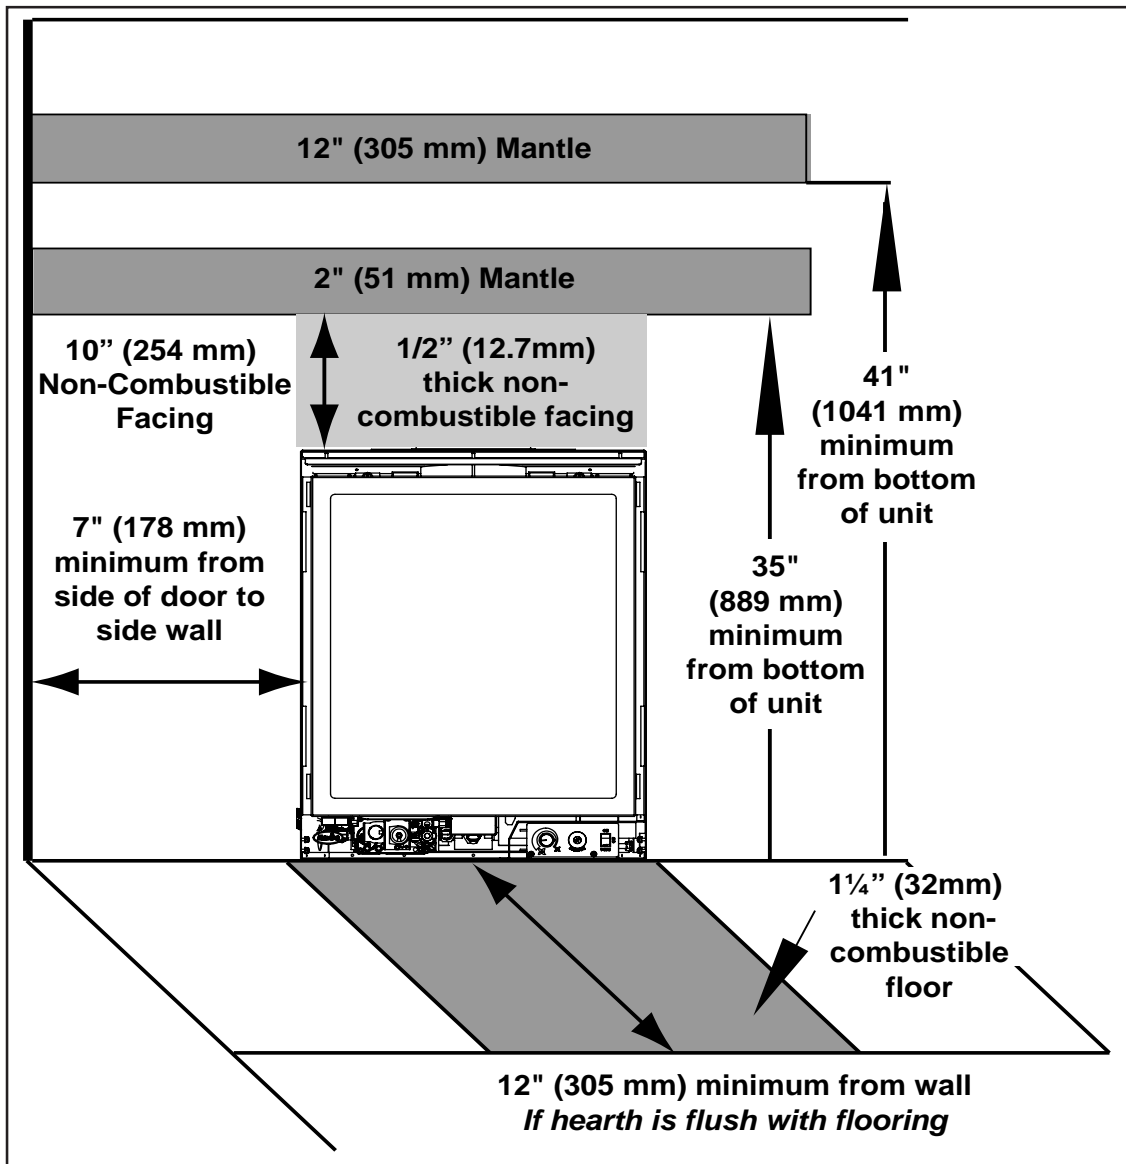 12" (305 mm) Mantle
2" (51 mm) Mantle
10” (254 mm)
Non-Combustible
Facing
1/2” (12.7mm)
thick non-
combustible facing
41"
(1041 mm)
minimum
from bottom
of unit
7" (178 mm)
minimum from
side of door to
side wall
35"
(889 mm)
minimum
from bottom
of unit
1¼” (32mm)
thick non-
combustible
floor
12" (305 mm) minimum from wall
If hearth is flush with flooring